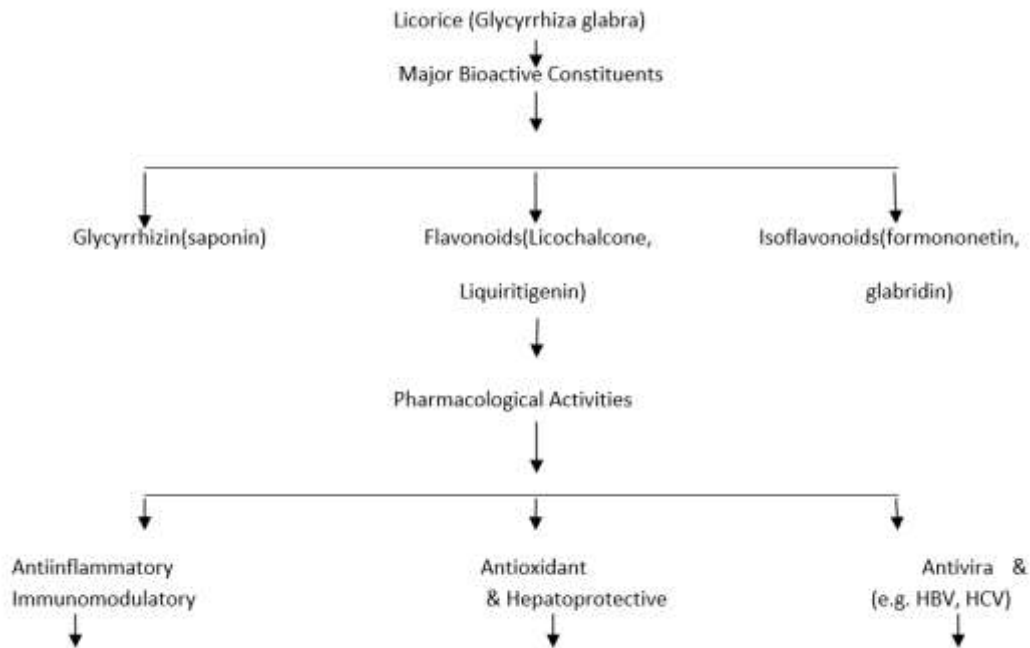 Licorice (Glycyrrhiza glabra)
Major Bioactive Constituents
Glycyrrhizin(saponin)
Flavonoids(Licochalcone,
Liquiritigenin)
Isoflavonoids(formononetin,
glabridin)
Pharmacological Activities
Antiinflammatory
Immunomodulatory
Antioxidant
& Hepatoprotective
Antivira &
(e.g. HBV, HCV)